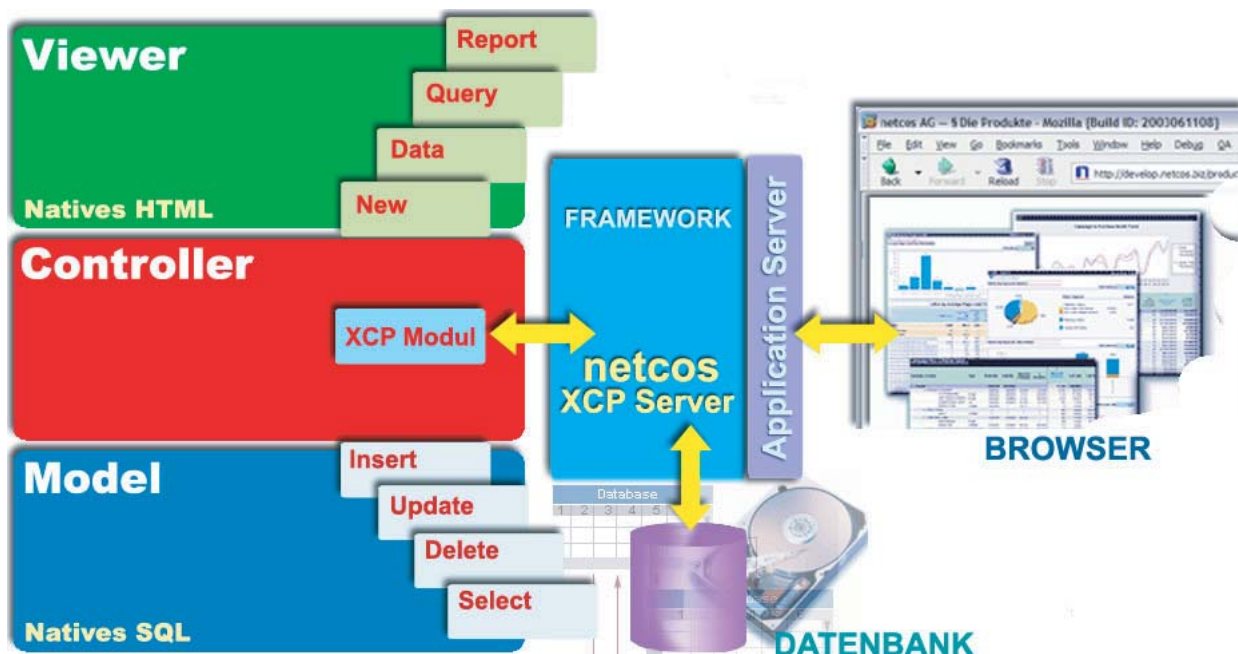 Viewer
Report
Query
Data
New
Natives HTML
Controller
XCP Modul
Model
Insert
Update
Delete
Select
Natives SQL
FRAMEWORK
netcos
XCP Server
Application Server
Database
1 2 3 4 5
DATENBANK
netcos AG — § Die Produkte - Mozilla {Build ID: 2003061108}
File Edit View Go Bookmarks Tools Window Help Debug QA
Back Forward Reload Stop http://develop.netcos.biz/produc
BROWSER